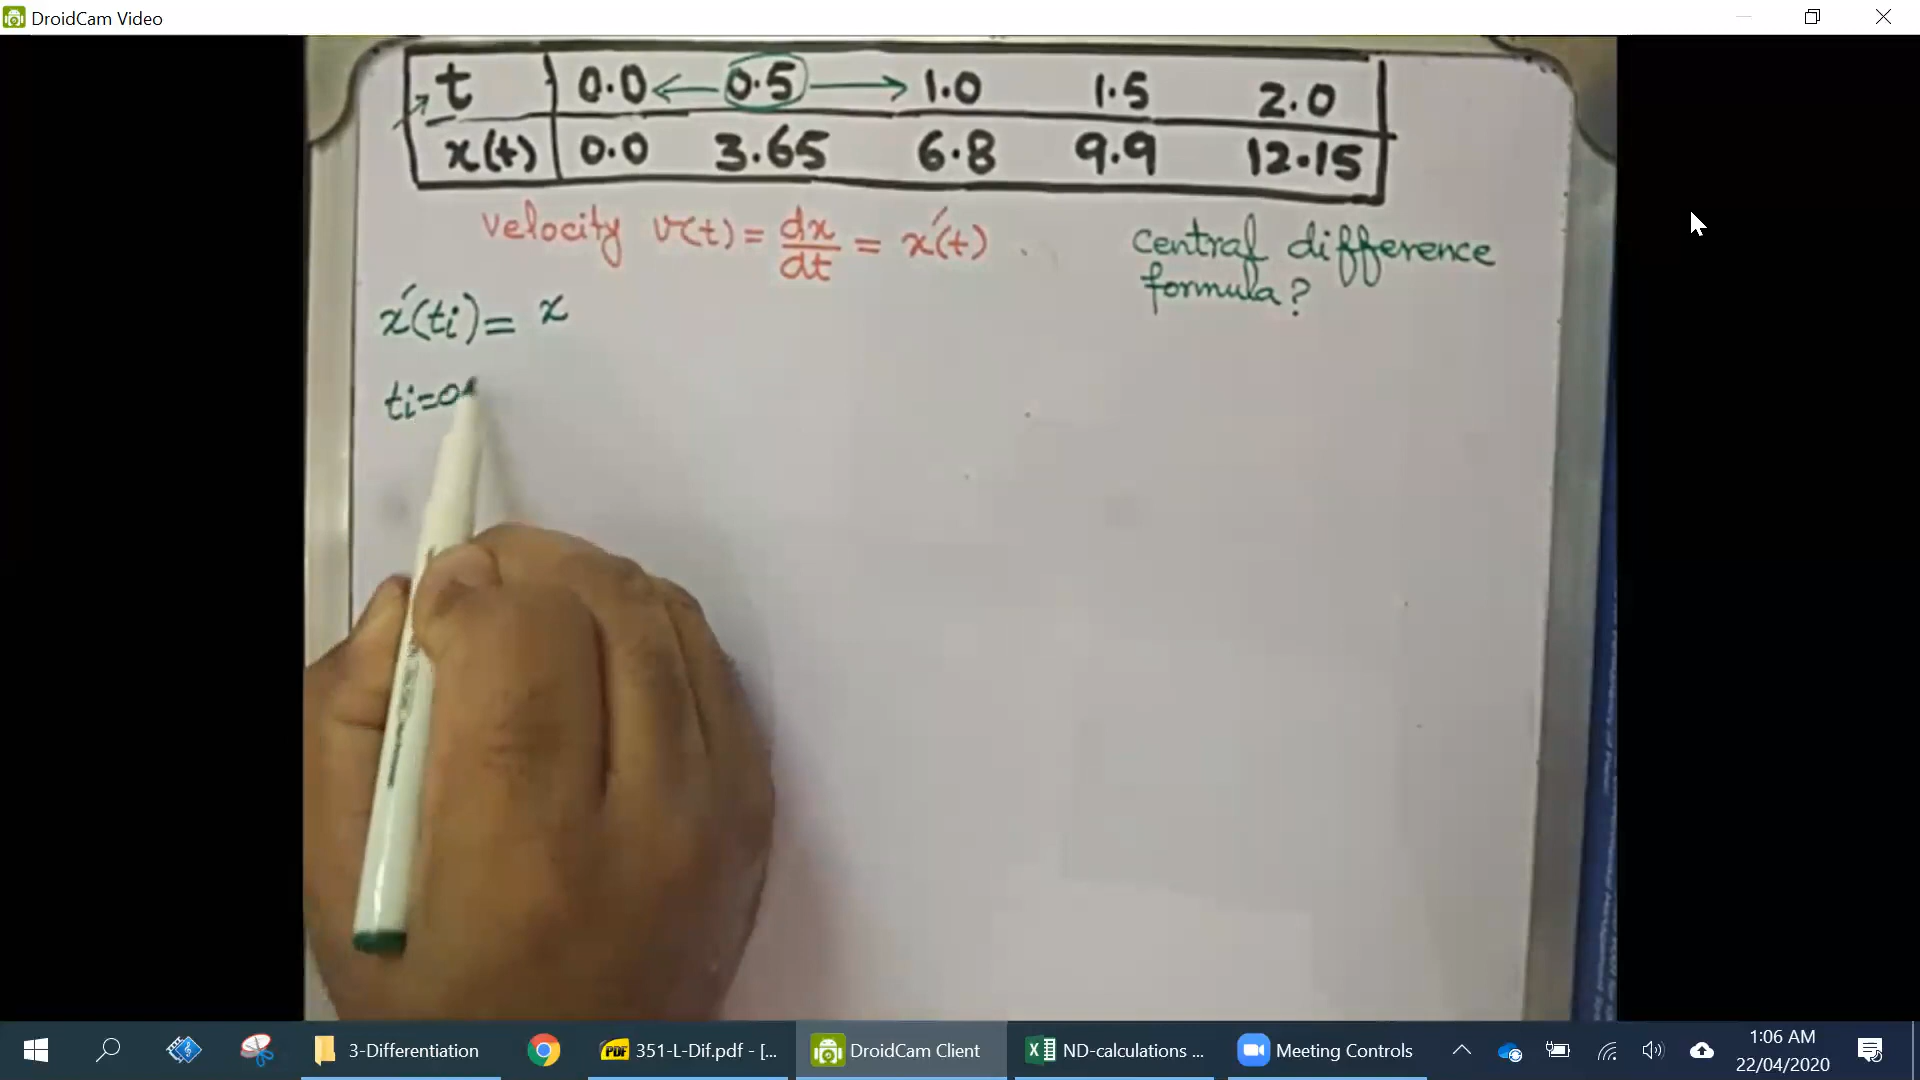 DroidCam Video
t 0.0 0.5 1.0 1.5 2.0
x(t) 0.0 3.65 6.8 9.9 12.15
velocity v(t) = dx/dt = x'(t)
Central difference
formula?
x'(ti) = x
ti=0.
3-Differentiation
351-L-Dif.pdf - [...
DroidCam Client
ND-calculations ...
Meeting Controls
1:06 AM
22/04/2020